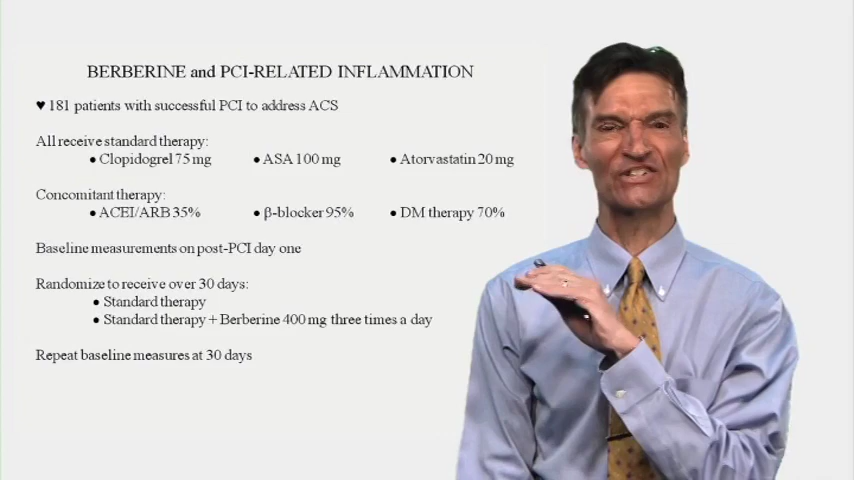 BERBERINE and PCI-RELATED INFLAMMATION
♥ 181 patients with successful PCI to address ACS
All receive standard therapy:
● Clopidogrel 75 mg ● ASA 100 mg ● Atorvastatin 20 mg
Concomitant therapy:
● ACEI/ARB 35% ● β-blocker 95% ● DM therapy 70%
Baseline measurements on post-PCI day one
Randomize to receive over 30 days:
● Standard therapy
● Standard therapy + Berberine 400 mg three times a day
Repeat baseline measures at 30 days